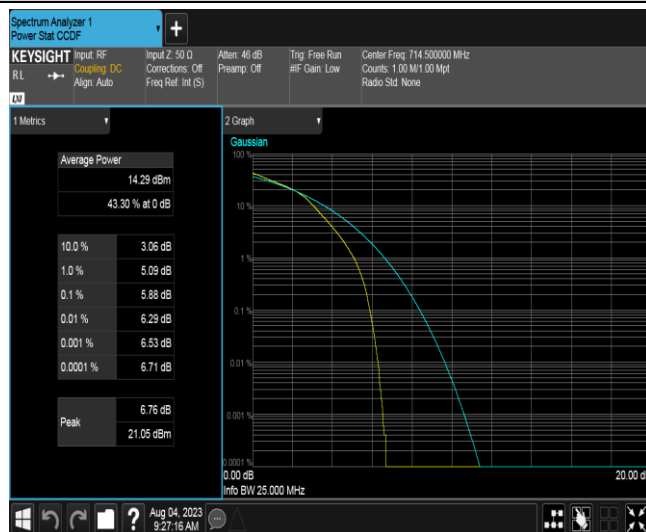 Spectrum Analyzer 1
Power Stat CCDF
+
KEYSIGHT
RL
Input: RF
Coupling: DC
Align: Auto
Input Z: 50 Ω
Corrections: Off
Freq Ref: Int (S)
Atten: 46 dB
Preamp: Off
Trig: Free Run
#IF Gain: Low
Center Freq: 714.500000 MHz
Counts: 1.00 M/1.00 Mpt
Radio Std: None
LXI
1 Metrics
Average Power
14.29 dBm
43.30 % at 0 dB
10.0 % 3.06 dB
1.0 % 5.09 dB
0.1 % 5.88 dB
0.01 % 6.29 dB
0.001 % 6.53 dB
0.0001 % 6.71 dB
Peak
6.76 dB
21.05 dBm
2 Graph
Gaussian
100 %
10 %
1 %
0.1 %
0.01 %
0.001 %
0.0001 %
0.00 dB
20.00 dB
Info BW 25.000 MHz
?
Aug 04, 2023
9:27:16 AM